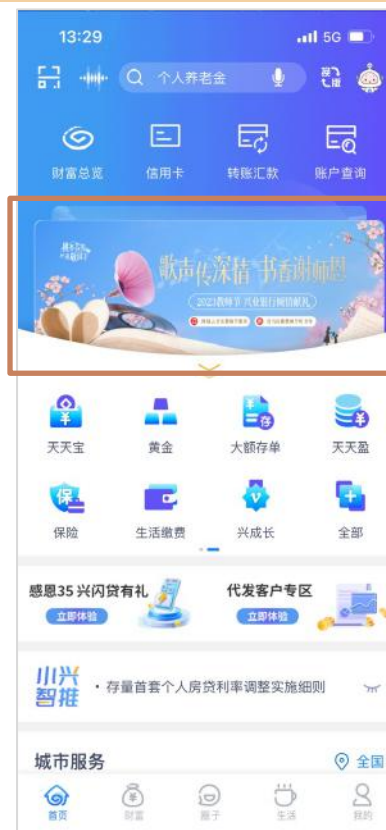 13:29
5G
个人养老金
财富总览
信用卡
转账汇款
账户查询
歌声传深情 书香谢师恩
2023教师节 兴业银行倾情献礼
天天宝
黄金
大额存单
天天盈
保险
生活缴费
兴成长
全部
感恩35 兴闪贷有礼
立即体验
代发客户专区
立即体验
小兴智推
· 存量首套个人房贷利率调整实施细则
城市服务
全国
首页
财富
圈子
生活
我的